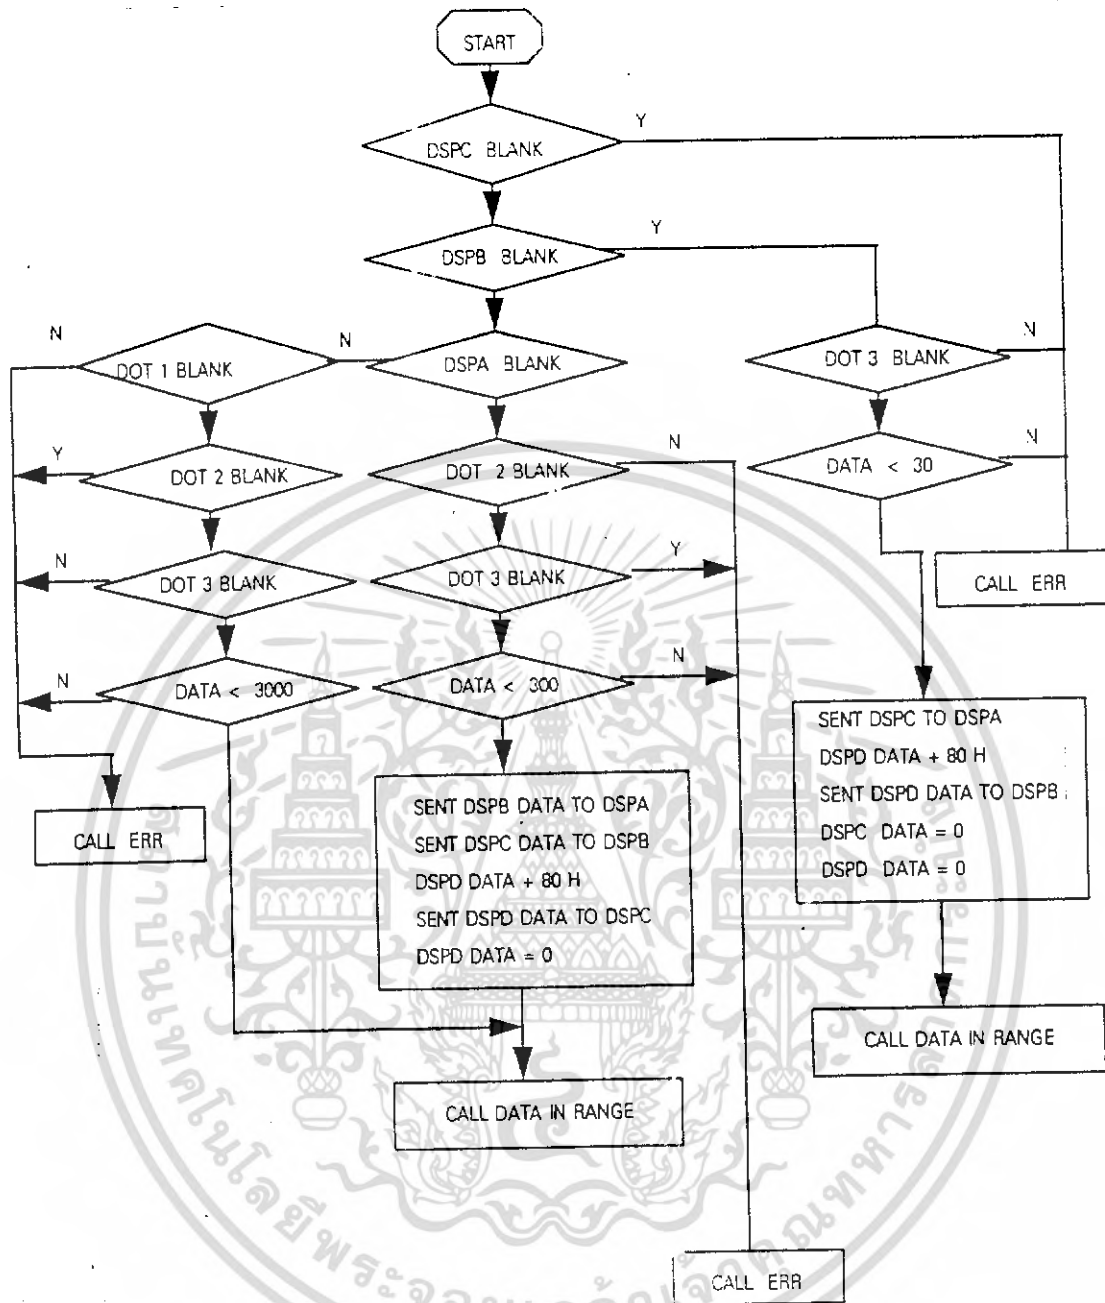 START
DSPC BLANK
Y
DSPB BLANK
Y
N
DOT 1 BLANK
N
DSPA BLANK
DOT 3 BLANK
N
Y
DOT 2 BLANK
DOT 2 BLANK
N
DATA < 30
N
N
DOT 3 BLANK
DOT 3 BLANK
Y
CALL ERR
N
DATA < 3000
DATA < 300
N
SENT DSPC TO DSPA
DSPD DATA + 80 H
SENT DSPD DATA TO DSPB
DSPC DATA = 0
DSPD DATA = 0
CALL ERR
SENT DSPB DATA TO DSPA
SENT DSPC DATA TO DSPB
DSPD DATA + 80 H
SENT DSPD DATA TO DSPC
DSPD DATA = 0
CALL DATA IN RANGE
CALL DATA IN RANGE
CALL ERR